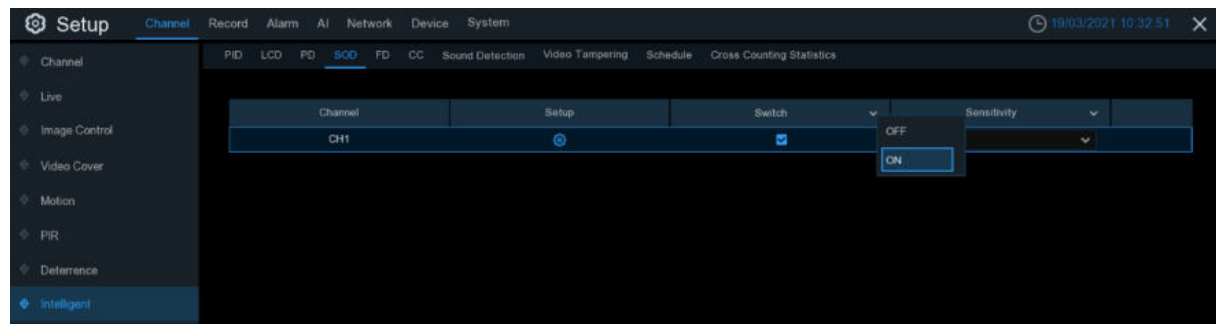 Setup Channel Record Alarm AI Network Device System 19/03/2021 10:32:51
Channel
PID LCD PD SOD FD CC Sound Detection Video Tampering Schedule Cross Counting Statistics
Live
Image Control
Video Cover
Motion
PIR
Deterrence
Intelligent
Channel Setup Switch Sensitivity
CH1
OFF
ON